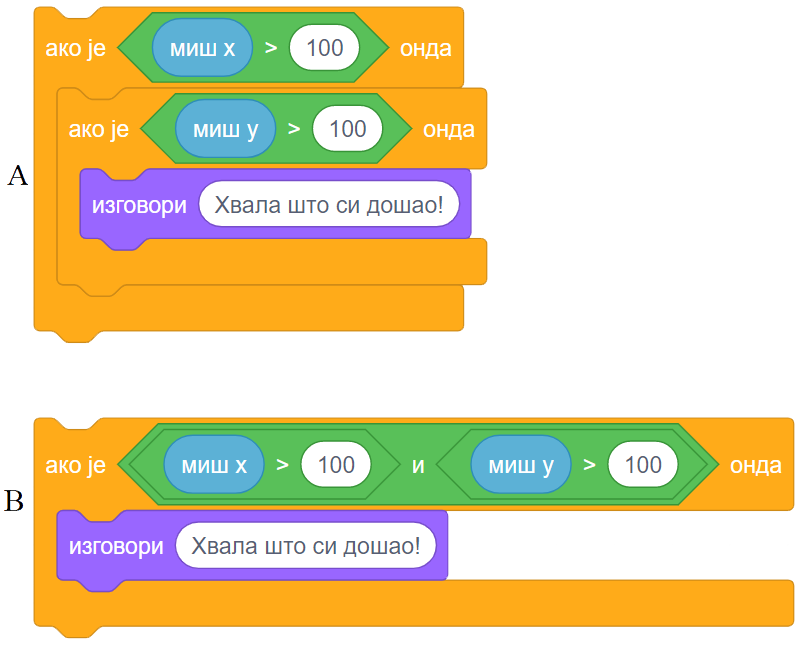 ако је миш x > 100 онда
ако је миш y > 100 онда
A
изговори Хвала што си дошао!
ако је миш x > 100 и миш y > 100 онда
B
изговори Хвала што си дошао!